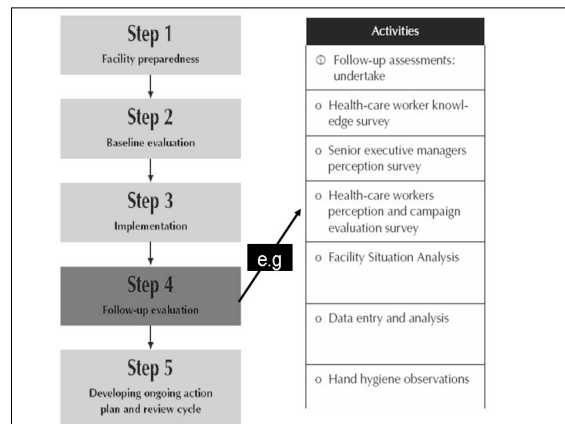 Step 1
Facility preparedness
Step 2
Baseline evaluation
Step 3
Implementation
Step 4
Follow-up evaluation
Step 5
Developing ongoing action
plan and review cycle
e.g
Activities
① Follow-up assessments:
undertake
o Health-care worker knowl-
edge survey
o Senior executive managers
perception survey
o Health-care workers
perception and campaign
evaluation survey
o Facility Situation Analysis
o Data entry and analysis
o Hand hygiene observations